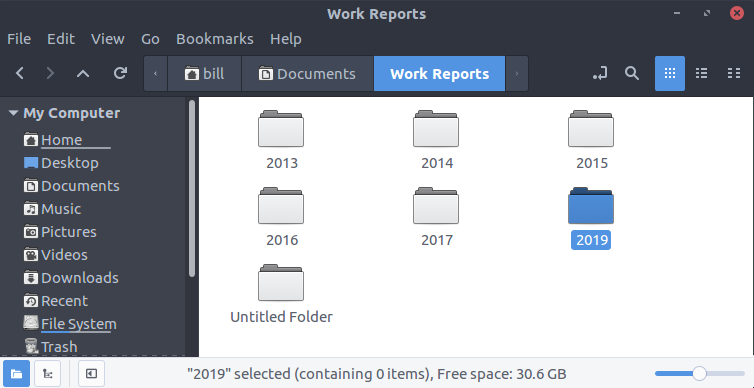 Work Reports
File Edit View Go Bookmarks Help
bill Documents Work Reports
My Computer
Home
Desktop
Documents
Music
Pictures
Videos
Downloads
Recent
File System
Trash
2013 2014 2015
2016 2017 2019
Untitled Folder
"2019" selected (containing 0 items), Free space: 30.6 GB